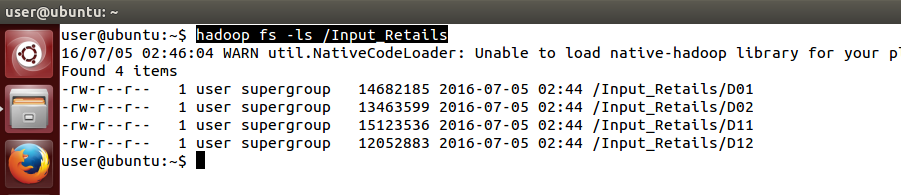 user@ubuntu: ~
user@ubuntu:~$ hadoop fs -ls /Input_Retails
16/07/05 02:46:04 WARN util.NativeCodeLoader: Unable to load native-hadoop library for your
Found 4 items
-rw-r--r--   1 user supergroup   14682185 2016-07-05 02:44 /Input_Retails/D01
-rw-r--r--   1 user supergroup   13463599 2016-07-05 02:44 /Input_Retails/D02
-rw-r--r--   1 user supergroup   15123536 2016-07-05 02:44 /Input_Retails/D11
-rw-r--r--   1 user supergroup   12052883 2016-07-05 02:44 /Input_Retails/D12
user@ubuntu:~$